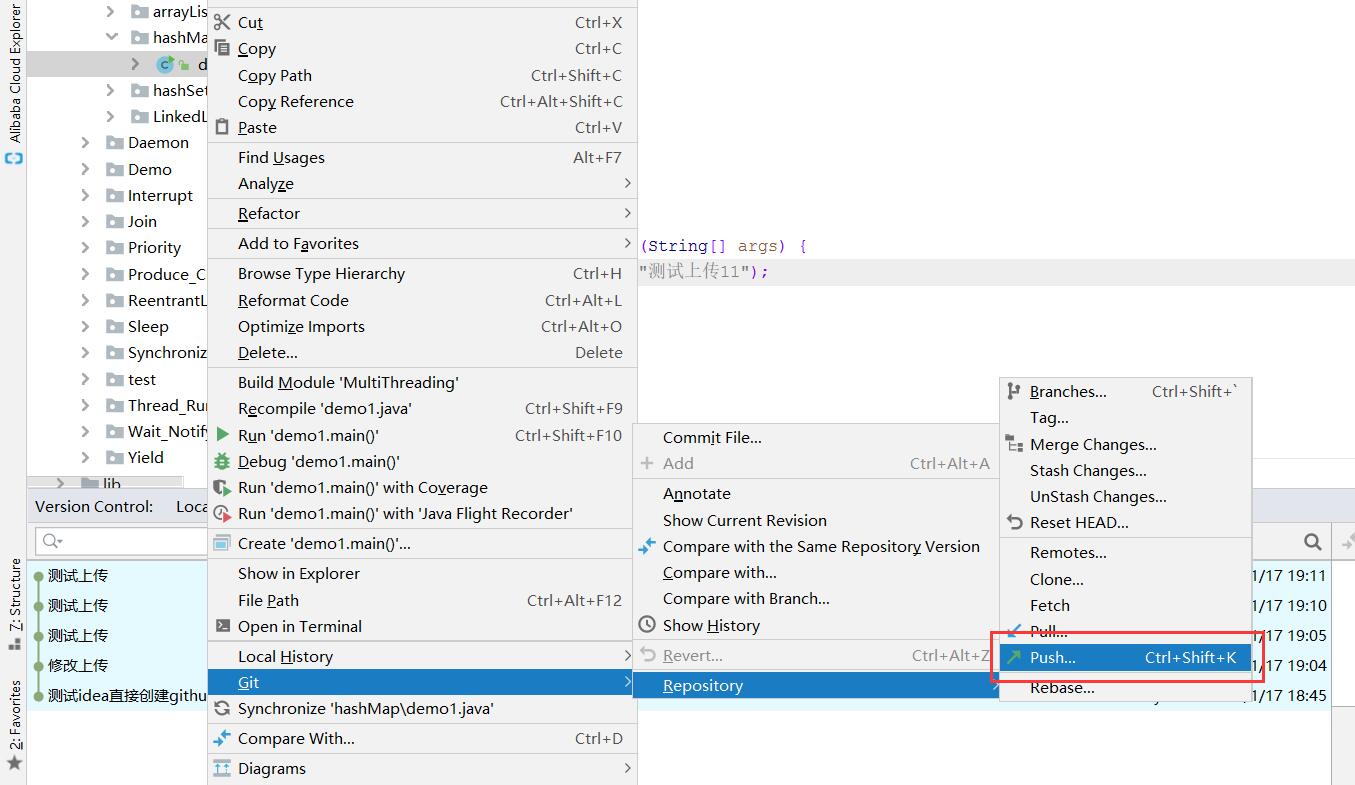 Alibaba Cloud Explorer
Z: Structure
2: Favorites
arrayLis
hashMa
d
hashSet
LinkedL
Daemon
Demo
Interrupt
Join
Priority
Produce_C
ReentrantL
Sleep
Synchroniz
test
Thread_Rur
Wait_Notify
Yield
lib
Version Control:
Loca
测试上传
测试上传
测试上传
修改上传
测试idea直接创建githu
Cut Ctrl+X
Copy Ctrl+C
Copy Path Ctrl+Shift+C
Copy Reference Ctrl+Alt+Shift+C
Paste Ctrl+V
Find Usages Alt+F7
Analyze
Refactor
Add to Favorites
Browse Type Hierarchy Ctrl+H
Reformat Code Ctrl+Alt+L
Optimize Imports Ctrl+Alt+O
Delete... Delete
Build Module 'MultiThreading'
Recompile 'demo1.java' Ctrl+Shift+F9
Run 'demo1.main()' Ctrl+Shift+F10
Debug 'demo1.main()'
Run 'demo1.main()' with Coverage
Run 'demo1.main()' with 'Java Flight Recorder'
Create 'demo1.main()'...
Show in Explorer
File Path Ctrl+Alt+F12
Open in Terminal
Local History
Git
Synchronize 'hashMap\demo1.java'
Compare With... Ctrl+D
Diagrams
(String[] args) {
"测试上传11");
Commit File...
Add Ctrl+Alt+A
Annotate
Show Current Revision
Compare with the Same Repository Version
Compare with...
Compare with Branch...
Show History
Revert... Ctrl+Alt+Z
Repository
Branches... Ctrl+Shift+`
Tag...
Merge Changes...
Stash Changes...
UnStash Changes...
Reset HEAD...
Remotes...
Clone...
Fetch
Pull...
Push... Ctrl+Shift+K
Rebase...
1/17 19:11
1/17 19:10
1/17 19:05
1/17 19:04
1/17 18:45